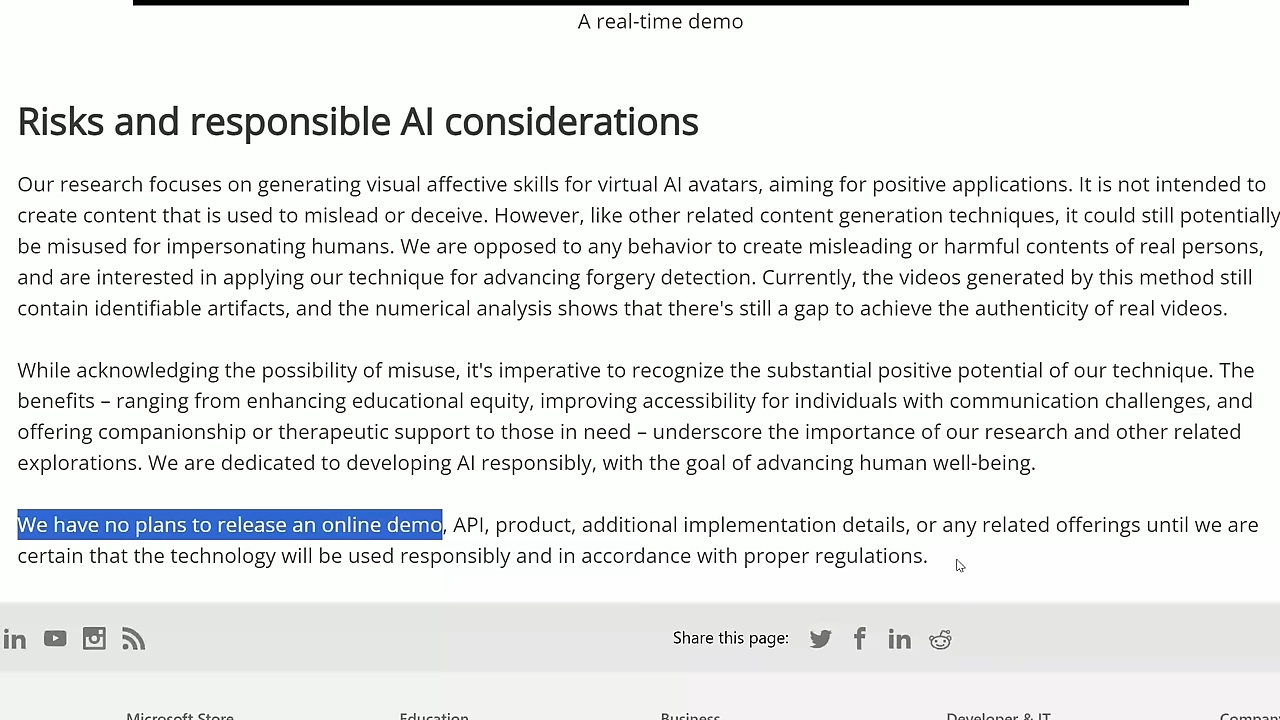 A real-time demo
Risks and responsible AI considerations
Our research focuses on generating visual affective skills for virtual AI avatars, aiming for positive applications. It is not intended to
create content that is used to mislead or deceive. However, like other related content generation techniques, it could still potentially
be misused for impersonating humans. We are opposed to any behavior to create misleading or harmful contents of real persons,
and are interested in applying our technique for advancing forgery detection. Currently, the videos generated by this method still
contain identifiable artifacts, and the numerical analysis shows that there's still a gap to achieve the authenticity of real videos.
While acknowledging the possibility of misuse, it's imperative to recognize the substantial positive potential of our technique. The
benefits – ranging from enhancing educational equity, improving accessibility for individuals with communication challenges, and
offering companionship or therapeutic support to those in need – underscore the importance of our research and other related
explorations. We are dedicated to developing AI responsibly, with the goal of advancing human well-being.
We have no plans to release an online demo, API, product, additional implementation details, or any related offerings until we are
certain that the technology will be used responsibly and in accordance with proper regulations.
Share this page:
Microsoft Store Education Business Developer & IT Compan